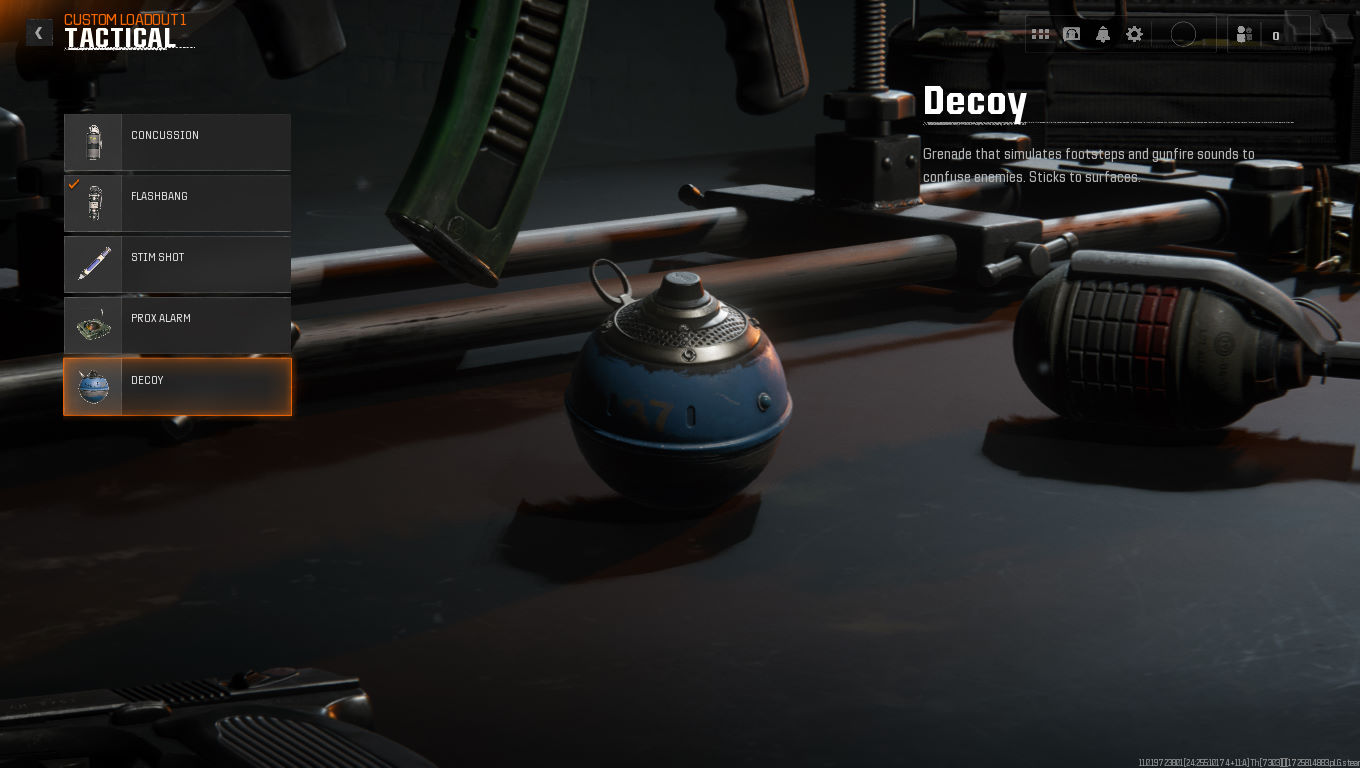 CUSTOM LOADOUT 1
TACTICAL
0
Decoy
Grenade that simulates footsteps and gunfire sounds to
confuse enemies. Sticks to surfaces.
CONCUSSION
FLASHBANG
STIM SHOT
PROX ALARM
DECOY
37